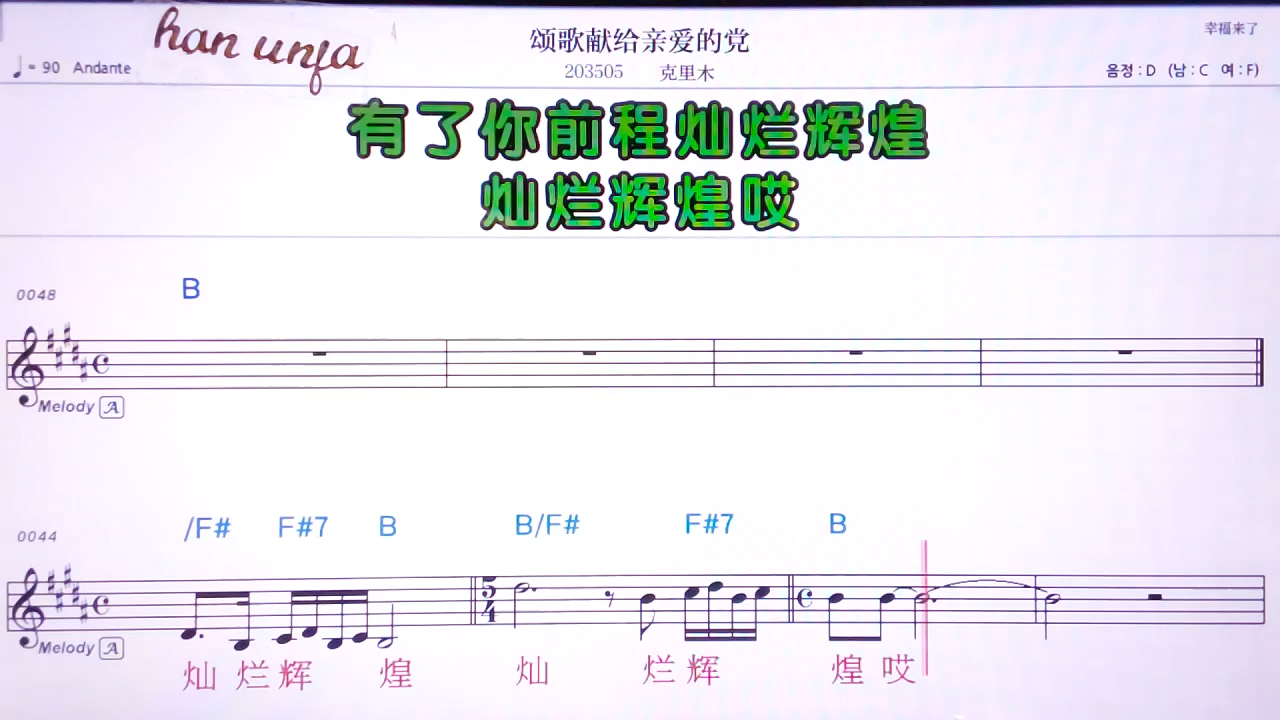 han unfa
颂歌献给亲爱的党
幸福来了
♩= 90 Andante
203505 克里木
음정 : D (남 : C 여 : F)
有了你前程灿烂辉煌
灿烂辉煌哎
0048 B
Melody A
0044 /F# F#7 B B/F# F#7 B
5
4
Melody A
灿 烂 辉 煌 灿 烂 辉 煌 哎